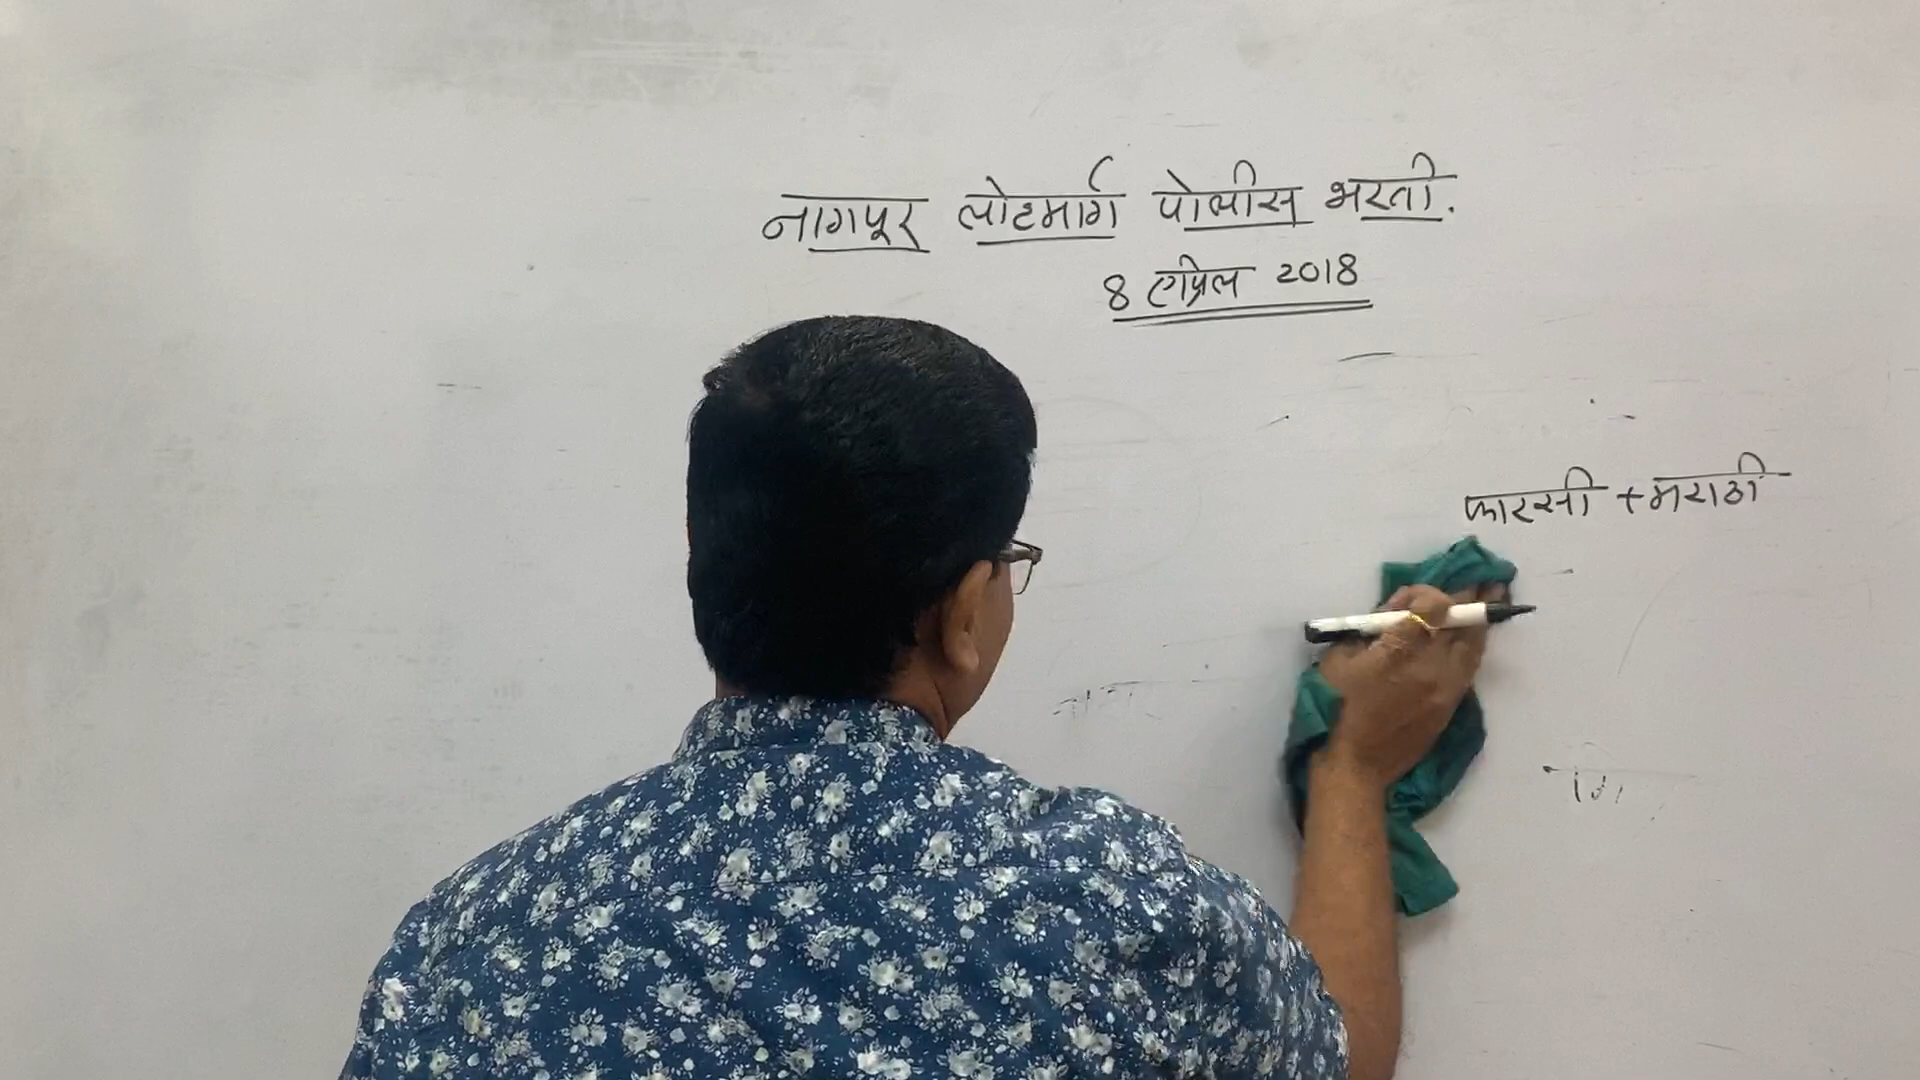 नागपूर लोहमार्ग पोलीस भरती.
8 एप्रिल 2018
फारसी + मराठी